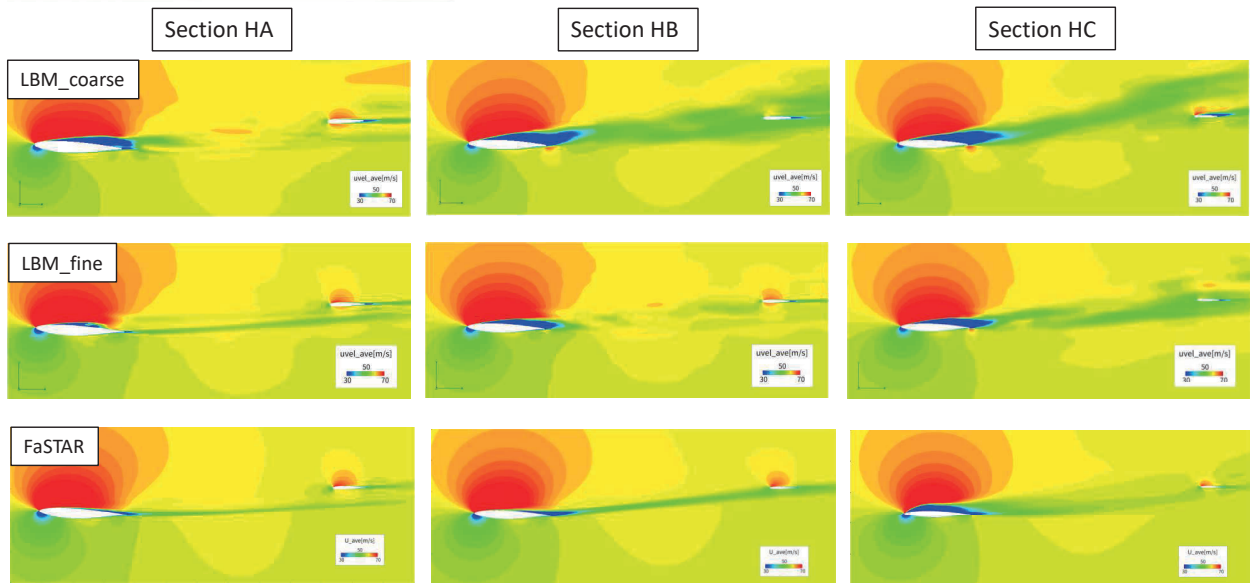 Section HA
Section HB
Section HC
LBM_coarse
uvel_ave[m/s]
50
30 70
uvel_ave[m/s]
50
30 70
uvel_ave[m/s]
50
30 70
LBM_fine
uvel_ave[m/s]
50
30 70
uvel_ave[m/s]
50
30 70
uvel_ave[m/s]
50
30 70
FaSTAR
U_ave[m/s]
50
30 70
U_ave[m/s]
50
30 70
U_ave[m/s]
50
30 70